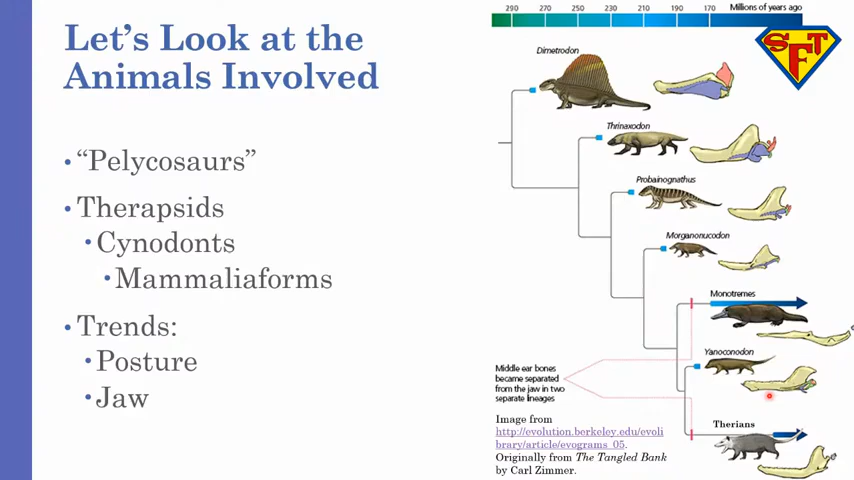 Let's Look at the
Animals Involved
• "Pelycosaurs"
• Therapsids
• Cynodonts
• Mammaliaforms
• Trends:
• Posture
• Jaw
290 270 250 230 210 190 170 Millions of years ago
SFT
Dimetrodon
Thrinaxodon
Probainognathus
Morganonucodon
Monotremes
Yanoconodon
Middle ear bones
became separated
from the jaw in two
separate lineages
Therians
Image from
http://evolution.berkeley.edu/evoli
brary/article/evograms_05.
Originally from The Tangled Bank
by Carl Zimmer.